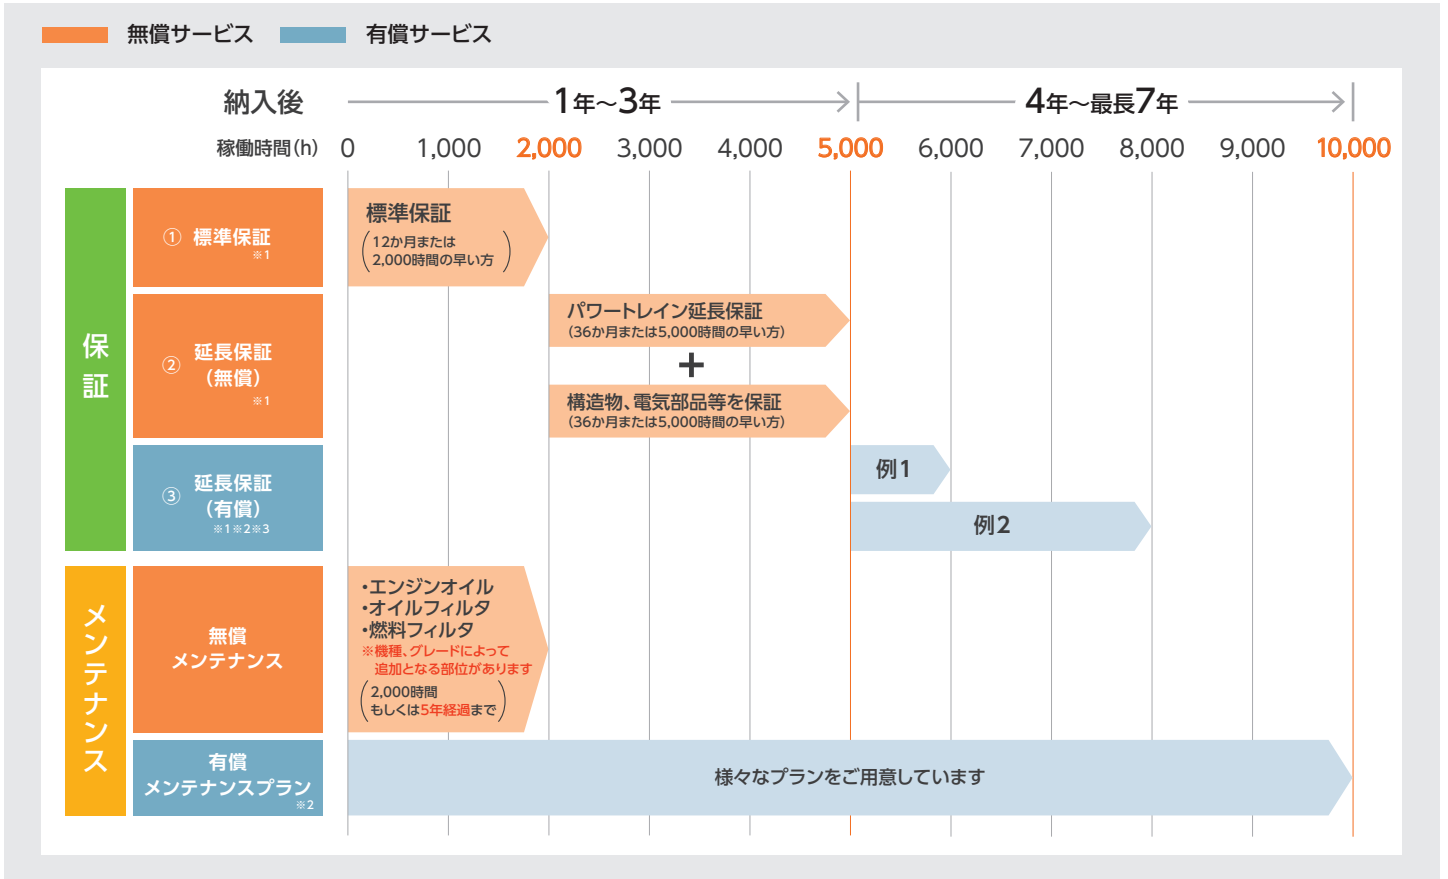 無償サービス
有償サービス
納入後
1年～3年
4年～最長7年
稼働時間(h)
0
1,000
2,000
3,000
4,000
5,000
6,000
7,000
8,000
9,000
10,000
保証
① 標準保証
※1
標準保証
(12か月または
2,000時間の早い方)
② 延長保証
(無償)
※1
パワートレイン延長保証
(36か月または5,000時間の早い方)
+
構造物、電気部品等を保証
(36か月または5,000時間の早い方)
③ 延長保証
(有償)
※1※2※3
例1
例2
メンテナンス
無償
メンテナンス
・エンジンオイル
・オイルフィルタ
・燃料フィルタ
※機種、グレードによって
追加となる部位があります
(2,000時間
もしくは5年経過まで)
有償
メンテナンスプラン
※2
様々なプランをご用意しています